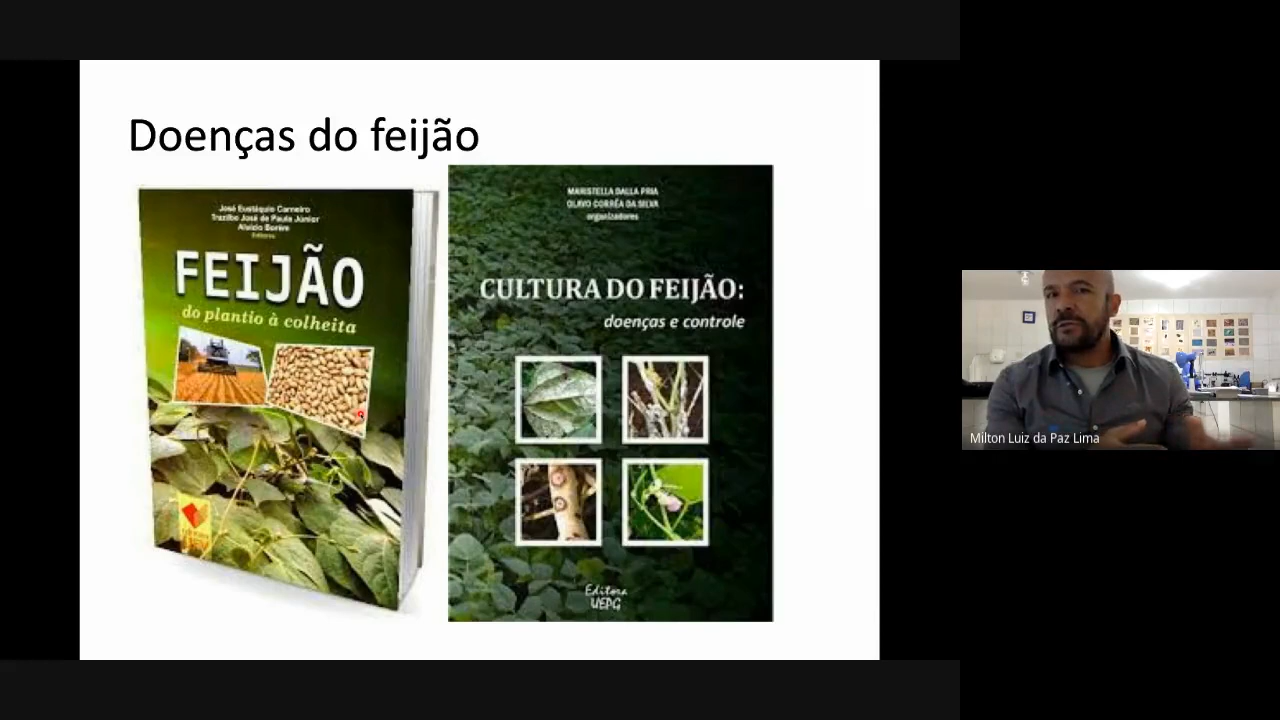 Doenças do feijão
José Eustáquio Carneiro
Trazilbo José de Paula Júnior
Aluízio Borém
Editores
FEIJÃO
do plantio à colheita
MARISTELLA DALLA PRIA
OLAVO CORRÊA DA SILVA
organizadores
CULTURA DO FEIJÃO:
doenças e controle
Editora
UEPG
Milton Luiz da Paz Lima